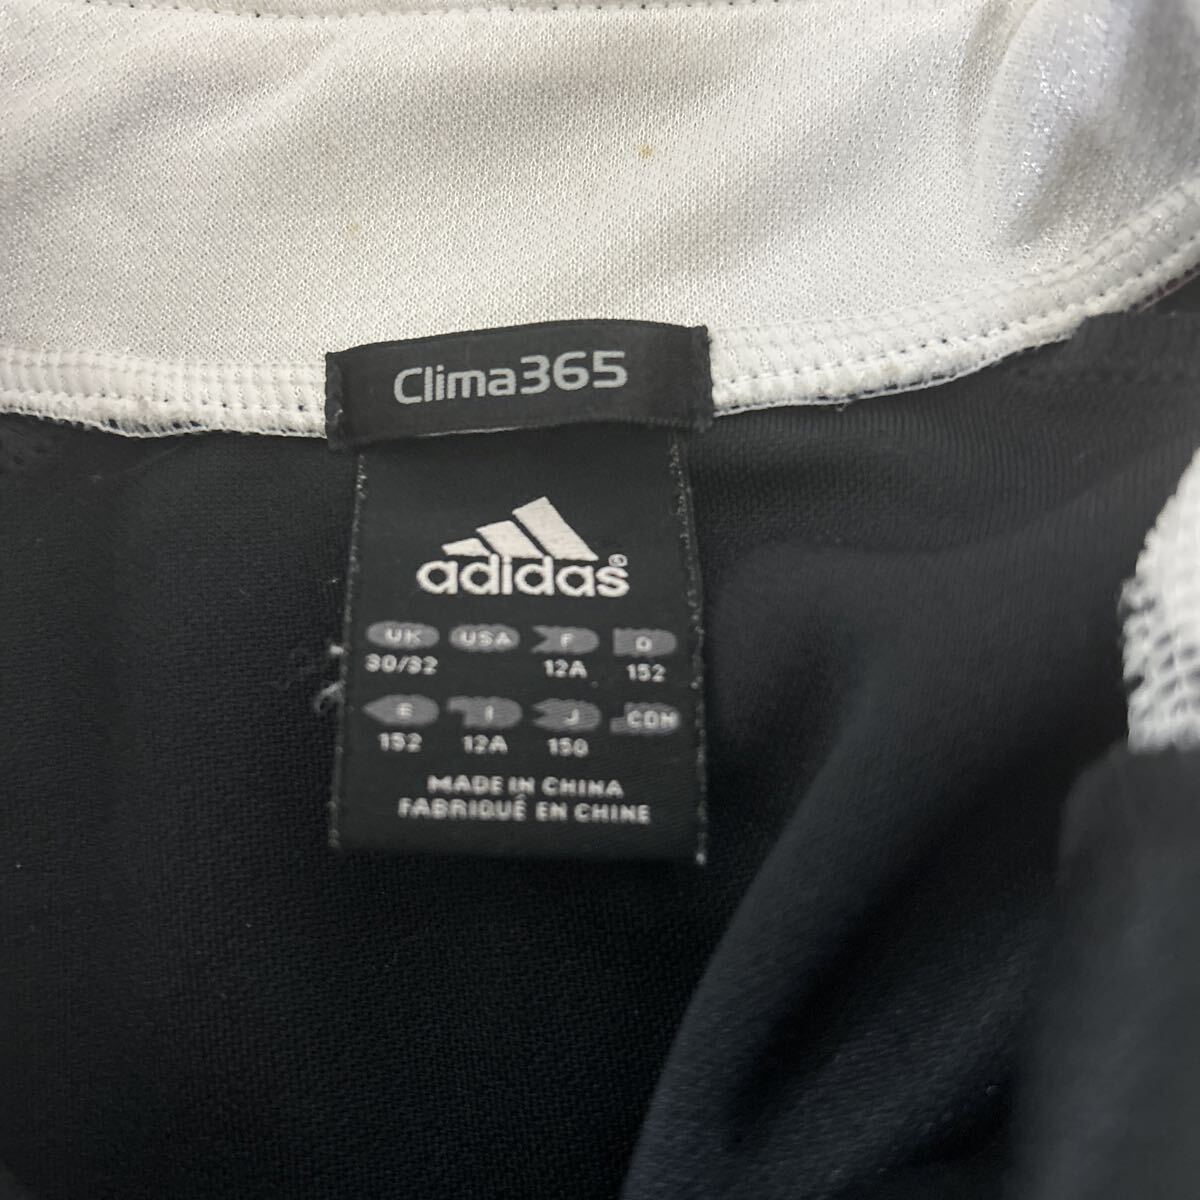 Clima365
adidas®
UK USA F D
30/32 12A 152
E I J CDN
152 12A 150
MADE IN CHINA
FABRIQUÉ EN CHINE